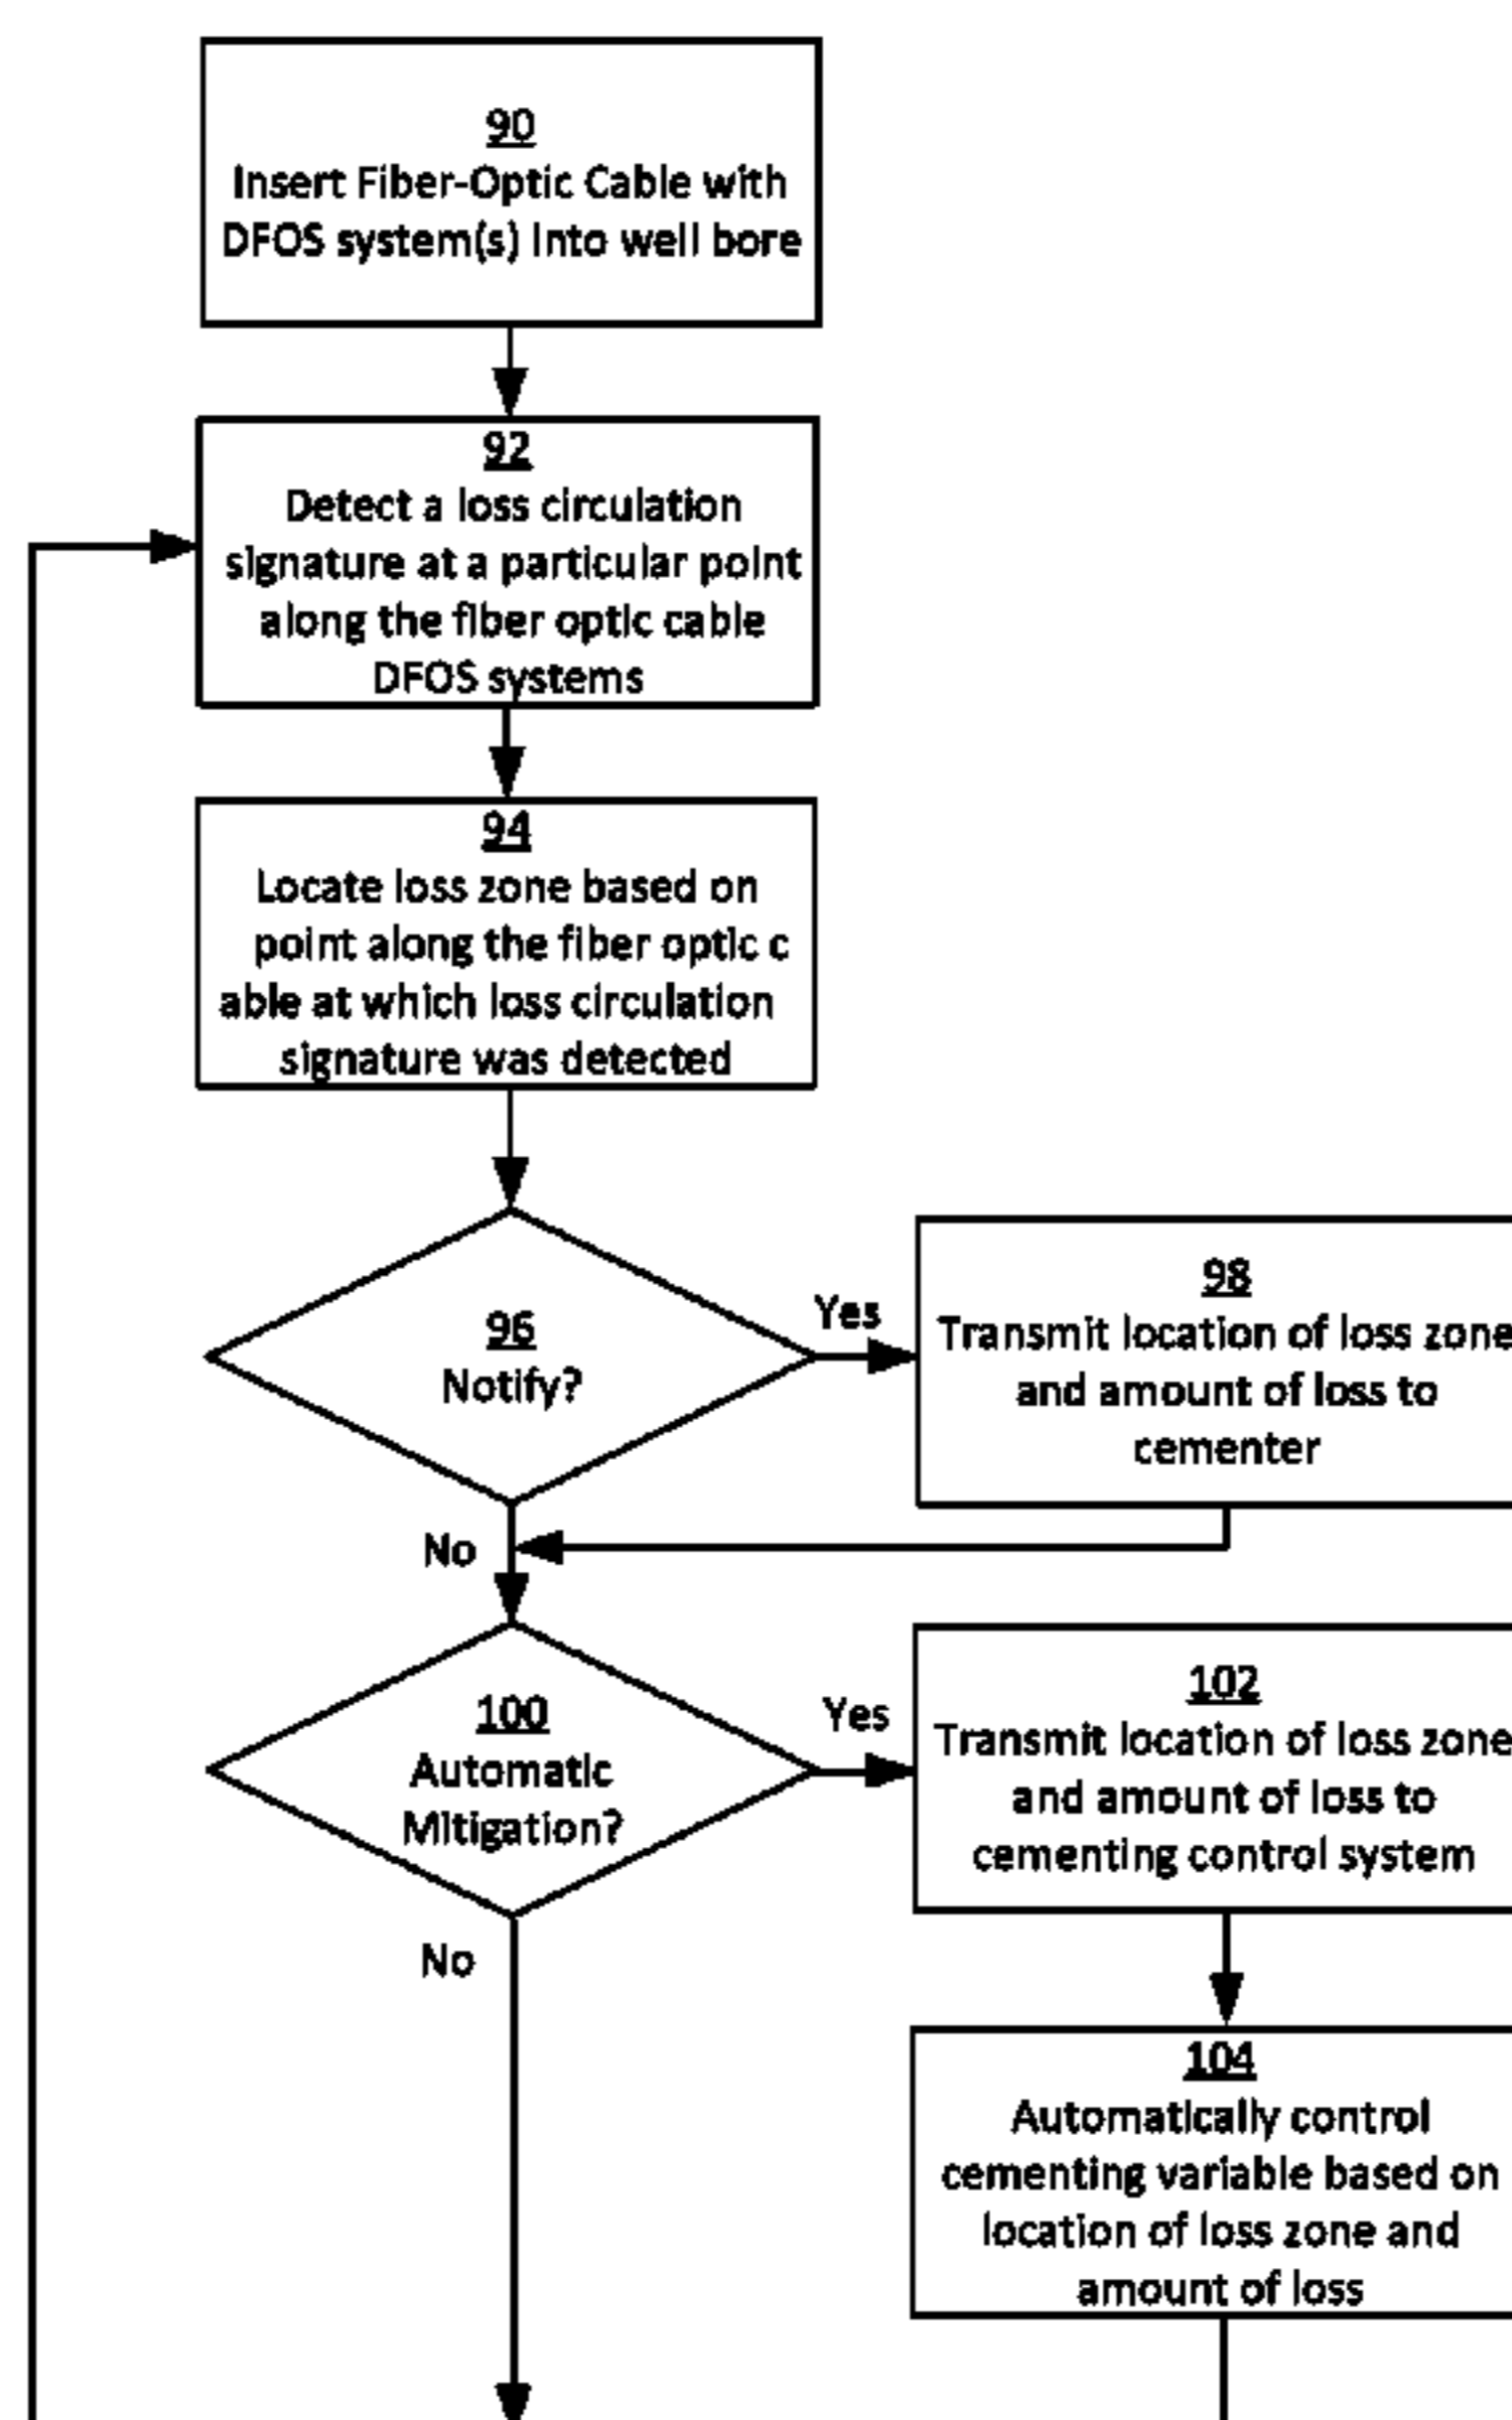 90
Insert Fiber-Optic Cable with
DFOS system(s) into well bore
92
Detect a loss circulation
signature at a particular point
along the fiber optic cable
DFOS systems
94
Locate loss zone based on
point along the fiber optic c
able at which loss circulation
signature was detected
96
Notify?
Yes
98
Transmit location of loss zone
and amount of loss to
cementer
No
100
Automatic
Mitigation?
Yes
102
Transmit location of loss zone
and amount of loss to
cementing control system
No
104
Automatically control
cementing variable based on
location of loss zone and
amount of loss